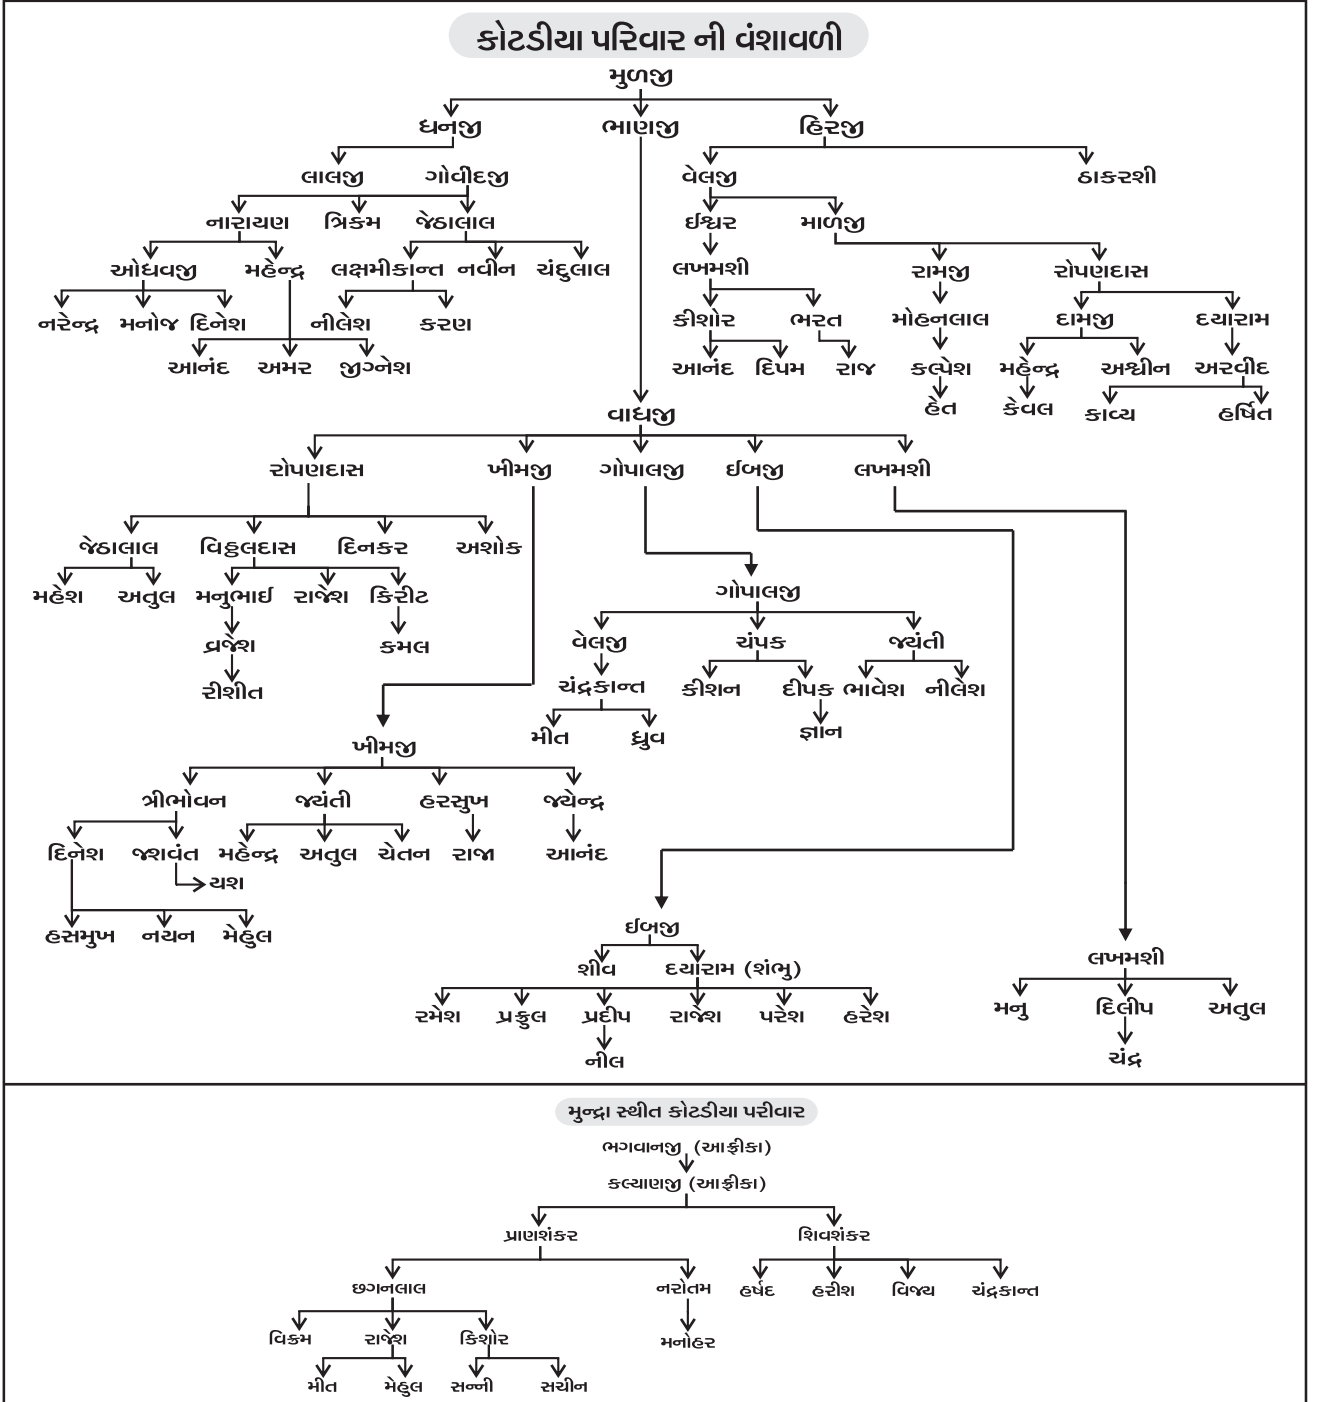 કોટડીયા પરિવાર ની વંશાવળી
મુળજી
ધનજી ભાણજી હિરજી
લાલજી ગોવીંદજી વેલજી ઠાકરશી
નારાયણ ત્રિકમ જેઠાલાલ ઈશ્વર માળજી
ઓધવજી મહેન્દ્ર લક્ષમીકાન્ત નવીન ચંદુલાલ લખમશી રામજી રોપણદાસ
નરેન્દ્ર મનોજ દિનેશ નીલેશ કરણ કીશોર ભરત મોહનલાલ દામજી દયારામ
આનંદ અમર જીગ્નેશ આનંદ દિપમ રાજ કલ્પેશ મહેન્દ્ર અશ્વીન અરવીંદ
વાધજી હેત કેવલ કાવ્ય હર્ષિત
રોપણદાસ ખીમજી ગોપાલજી ઈબજી લખમશી
જેઠાલાલ વિઠ્ઠલદાસ દિનકર અશોક
મહેશ અતુલ મનુભાઈ રાજેશ કિરીટ ગોપાલજી
વ્રજેશ કમલ વેલજી ચંપક જ્યંતી
રીશીત ચંદ્રકાન્ત કીશન દીપક ભાવેશ નીલેશ
મીત ધ્રુવ જ્ઞાન
ખીમજી
ત્રીભોવન જ્યંતી હરસુખ જ્યેન્દ્ર
દિનેશ જશવંત મહેન્દ્ર અતુલ ચેતન રાજા આનંદ
યશ
હસમુખ નયન મેહુલ ઈબજી
શીવ દયારામ (શંભુ) લખમશી
રમેશ પ્રફુલ પ્રદીપ રાજેશ પરેશ હરેશ મનુ દિલીપ અતુલ
નીલ ચંદ્ર
મુન્દ્રા સ્થીત કોટડીયા પરીવાર
ભગવાનજી (આફ્રીકા)
કલ્યાણજી (આફ્રીકા)
પ્રાણશંકર શિવશંકર
છગનલાલ નરોતમ હર્ષદ હરીશ વિજ્ય ચંદ્રકાન્ત
વિક્રમ રાજેશ કિશોર મનોહર
મીત મેહુલ સન્ની સચીન